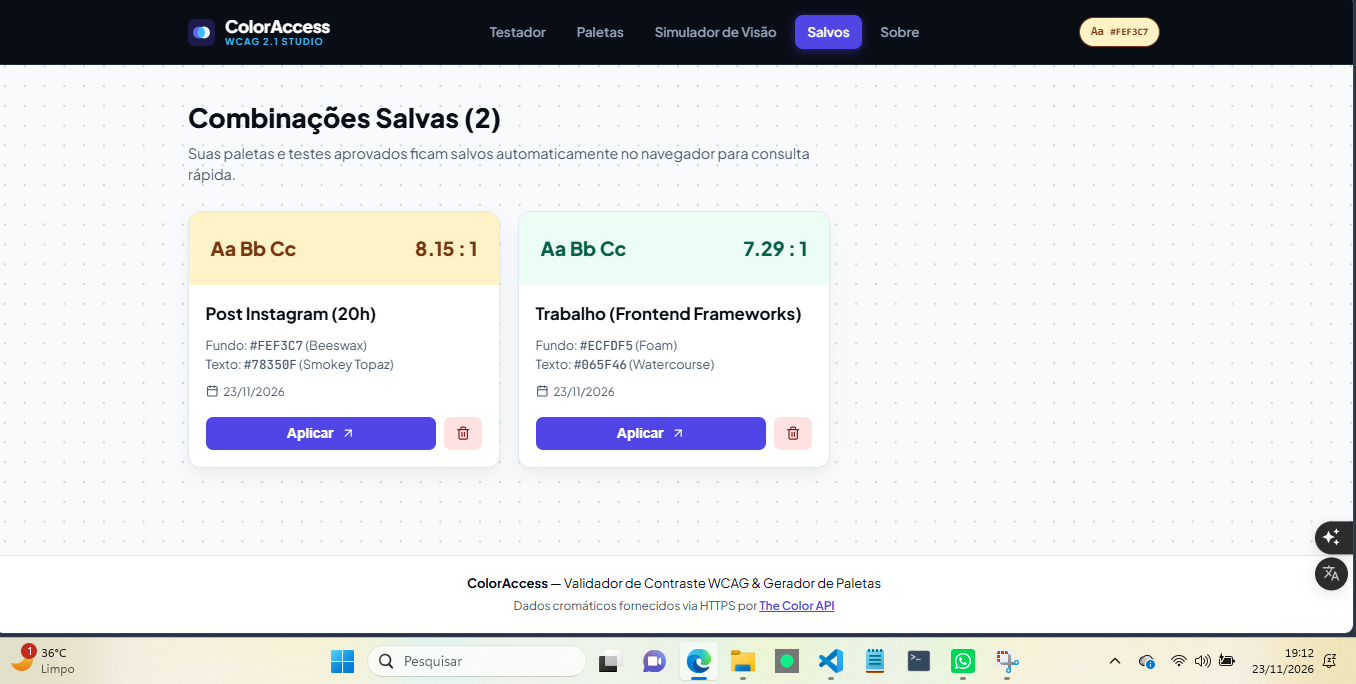 ColorAccess
WCAG 2.1 STUDIO
Testador
Paletas
Simulador de Visão
Salvos
Sobre
Aa #FEF3C7
Combinações Salvas (2)
Suas paletas e testes aprovados ficam salvos automaticamente no navegador para consulta
rápida.
Aa Bb Cc
8.15 : 1
Post Instagram (20h)
Fundo: #FEF3C7 (Beeswax)
Texto: #78350F (Smokey Topaz)
23/11/2026
Aplicar
Aa Bb Cc
7.29 : 1
Trabalho (Frontend Frameworks)
Fundo: #ECFDF5 (Foam)
Texto: #065F46 (Watercourse)
23/11/2026
Aplicar
ColorAccess — Validador de Contraste WCAG & Gerador de Paletas
Dados cromáticos fornecidos via HTTPS por The Color API
1
36°C
Limpo
Pesquisar
19:12
23/11/2026